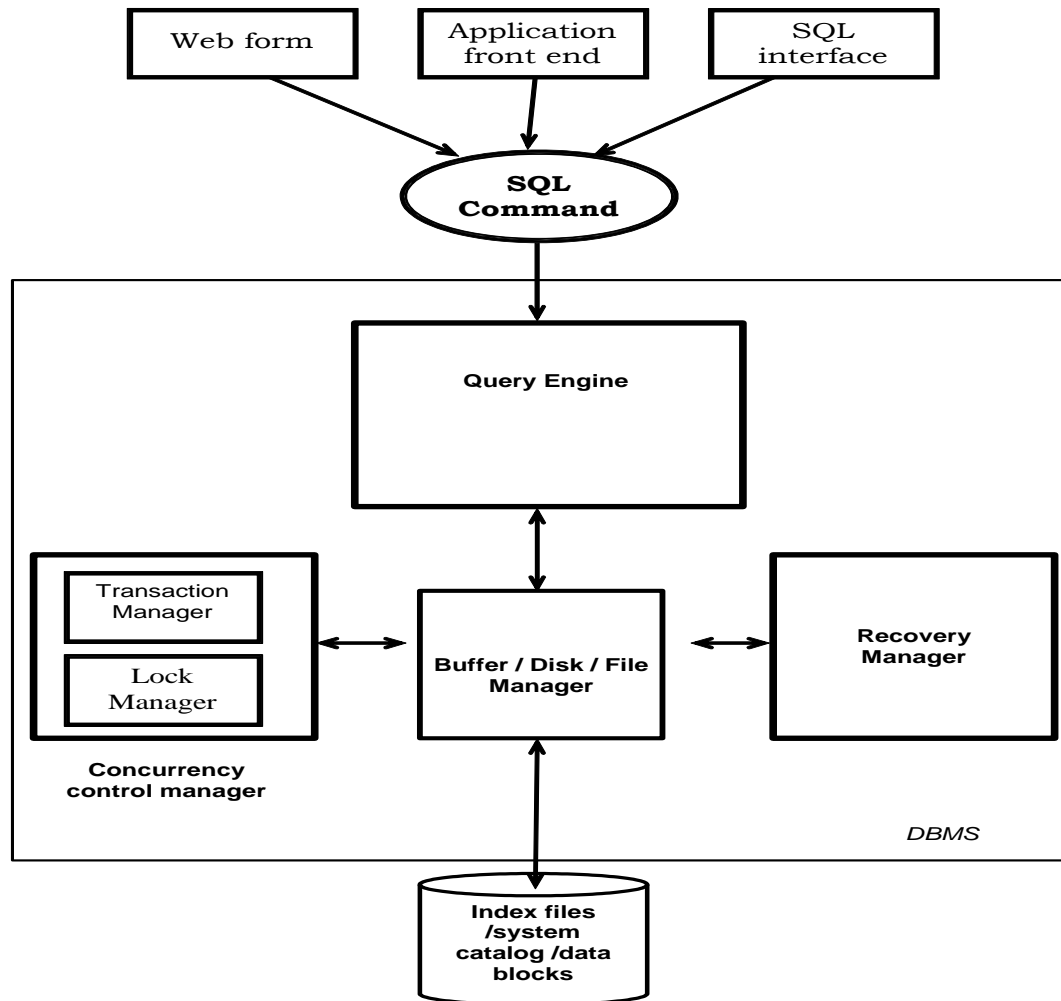 Web form
Application
front end
SQL
interface
SQL
Command
Query Engine
Transaction
Manager
Lock
Manager
Concurrency
control manager
Buffer / Disk / File
Manager
Recovery
Manager
DBMS
Index files
/system
catalog /data
blocks